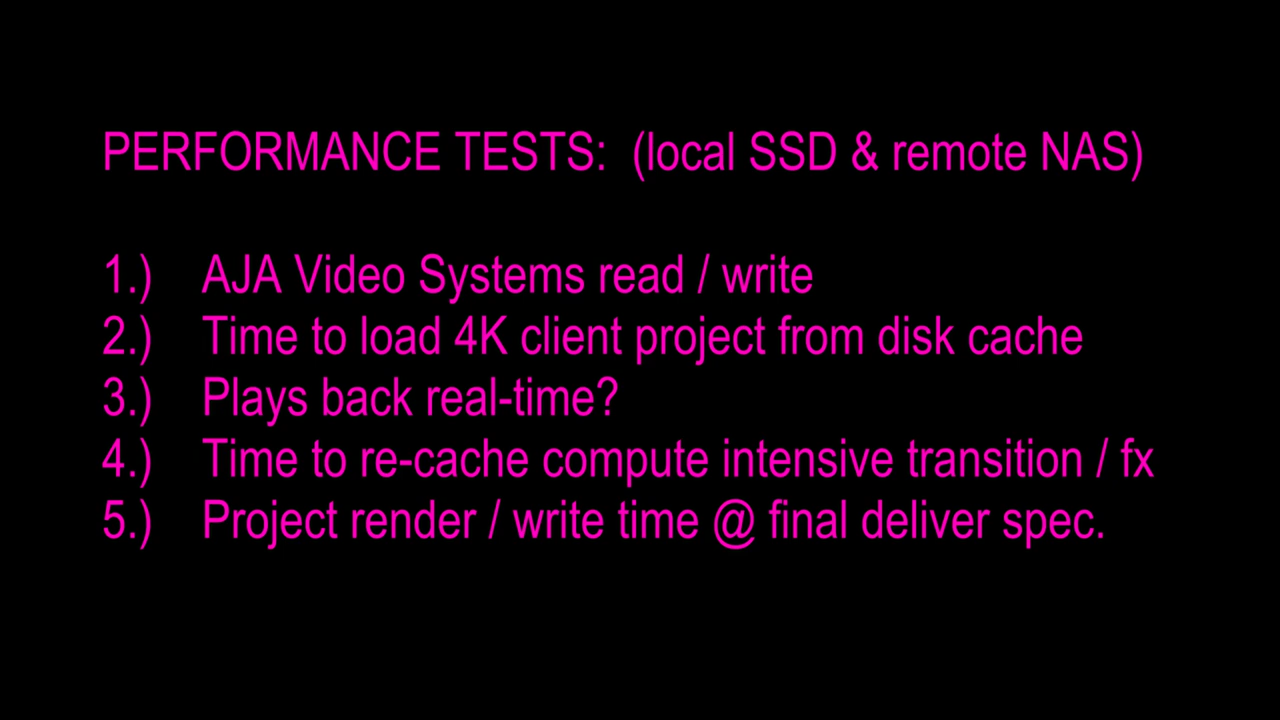 PERFORMANCE TESTS: (local SSD & remote NAS)
1.) AJA Video Systems read / write
2.) Time to load 4K client project from disk cache
3.) Plays back real-time?
4.) Time to re-cache compute intensive transition / fx
5.) Project render / write time @ final deliver spec.